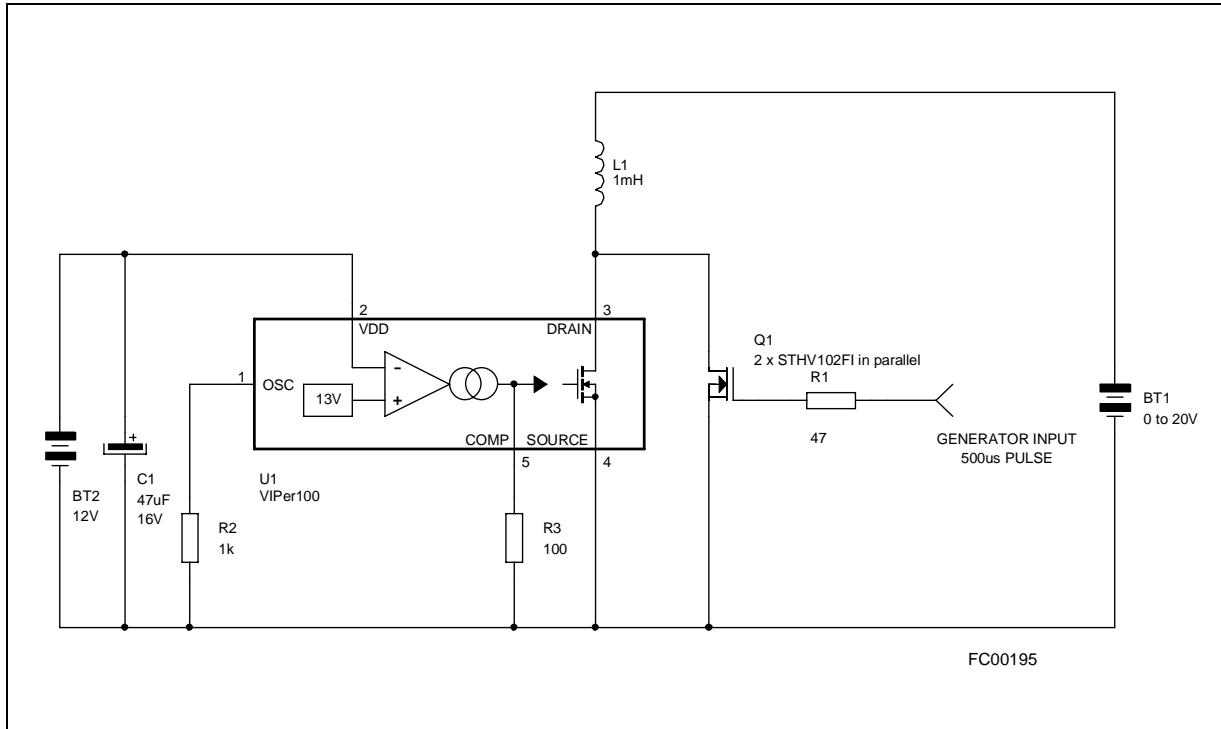 L1
1mH
2
VDD
3
DRAIN
1
OSC
13V
-
+
COMP
SOURCE
5
4
U1
VIPer100
BT2
12V
+
C1
47uF
16V
R2
1k
R3
100
Q1
2 x STHV102FI in parallel
R1
47
GENERATOR INPUT
500us PULSE
BT1
0 to 20V
FC00195